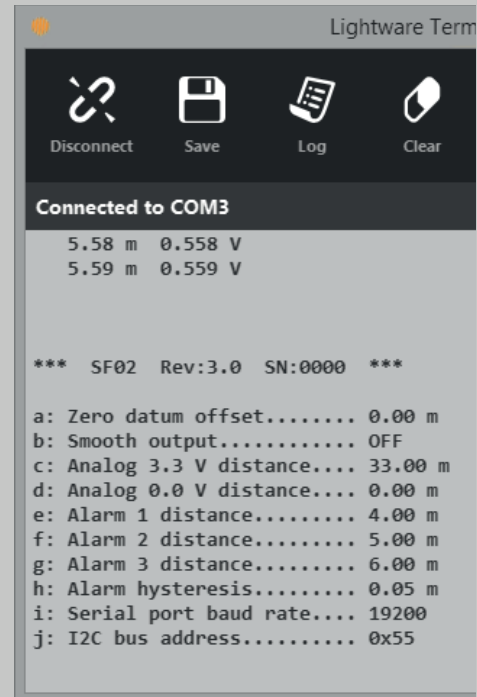 Lightware Term
Disconnect Save Log Clear
Connected to COM3
5.58 m 0.558 V
5.59 m 0.559 V
*** SF02 Rev:3.0 SN:0000 ***
a: Zero datum offset........ 0.00 m
b: Smooth output............ OFF
c: Analog 3.3 V distance.... 33.00 m
d: Analog 0.0 V distance.... 0.00 m
e: Alarm 1 distance......... 4.00 m
f: Alarm 2 distance......... 5.00 m
g: Alarm 3 distance......... 6.00 m
h: Alarm hysteresis......... 0.05 m
i: Serial port baud rate.... 19200
j: I2C bus address.......... 0x55